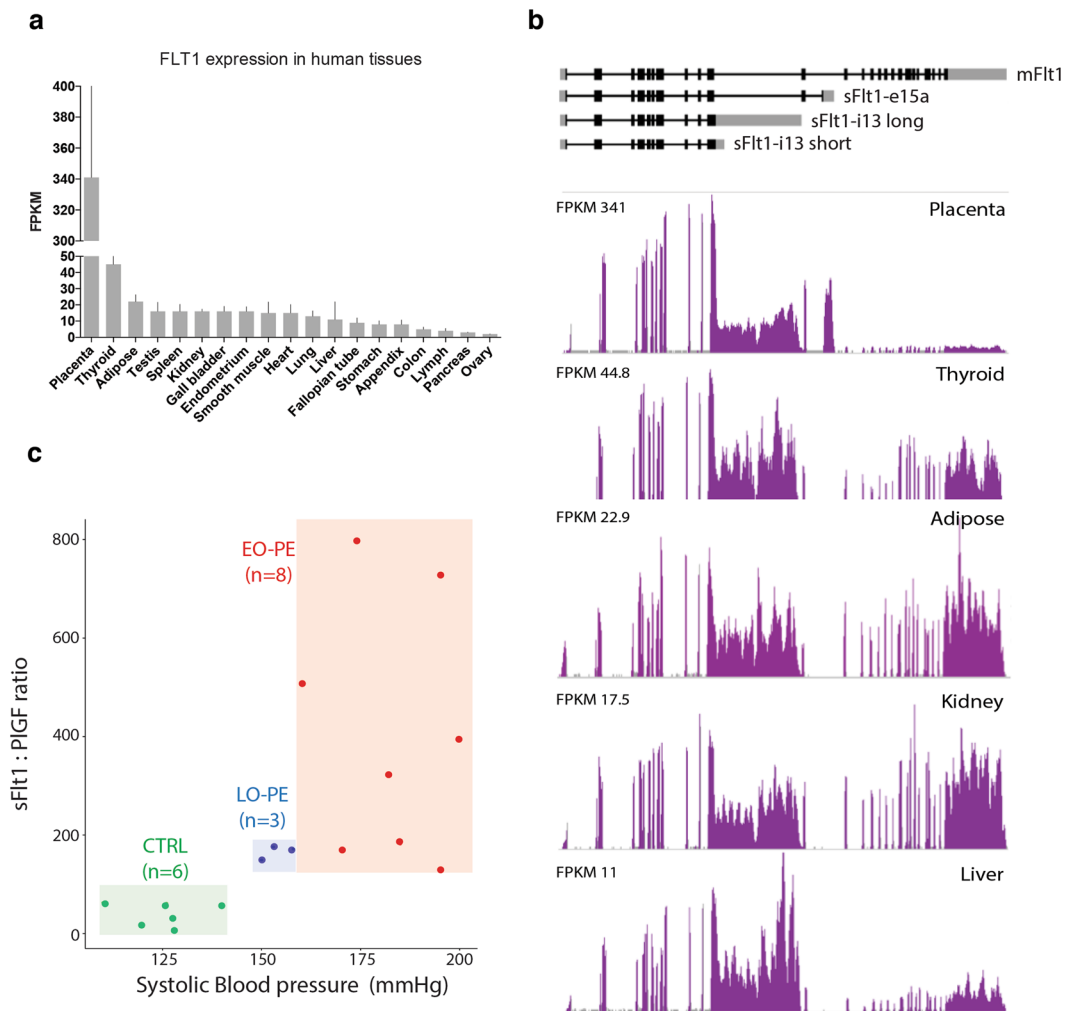 a
FLT1 expression in human tissues
FPKM
400
380
360
340
320
300
50
40
30
20
10
0
Placenta
Thyroid
Adipose
Testis
Spleen
Kidney
Gall bladder
Endometrium
Smooth muscle
Heart
Lung
Liver
Fallopian tube
Stomach
Appendix
Colon
Lymph
Pancreas
Ovary
b
mFlt1
sFlt1-e15a
sFlt1-i13 long
sFlt1-i13 short
FPKM 341 Placenta
FPKM 44.8 Thyroid
FPKM 22.9 Adipose
FPKM 17.5 Kidney
FPKM 11 Liver
c
sFlt1 : PlGF ratio
800
600
400
200
0
EO-PE
(n=8)
LO-PE
(n=3)
CTRL
(n=6)
125 150 175 200
Systolic Blood pressure (mmHg)